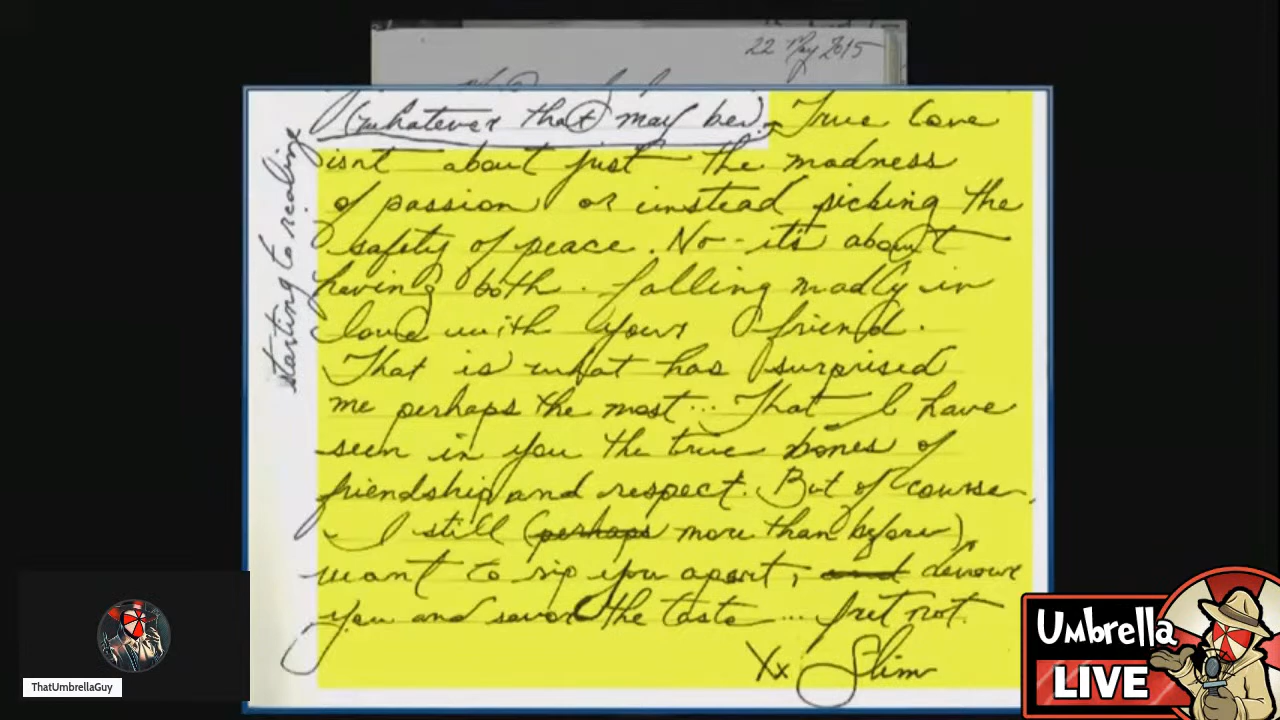 22 May 2015
(whatever that may be). True love
isnt about just the madness
of passion or instead picking the
safety of peace. No - it's about
having both. falling madly in
love with your friend.
That is what has surprised
me perhaps the most... That I have
seen in you the true bones of
friendship and respect. But of course,
I still (perhaps more than before)
want to rip you apart, and devour
you and savor the taste ... fut not.
Xx Slim
starting to realize
ThatUmbrellaGuy
Umbrella
LIVE